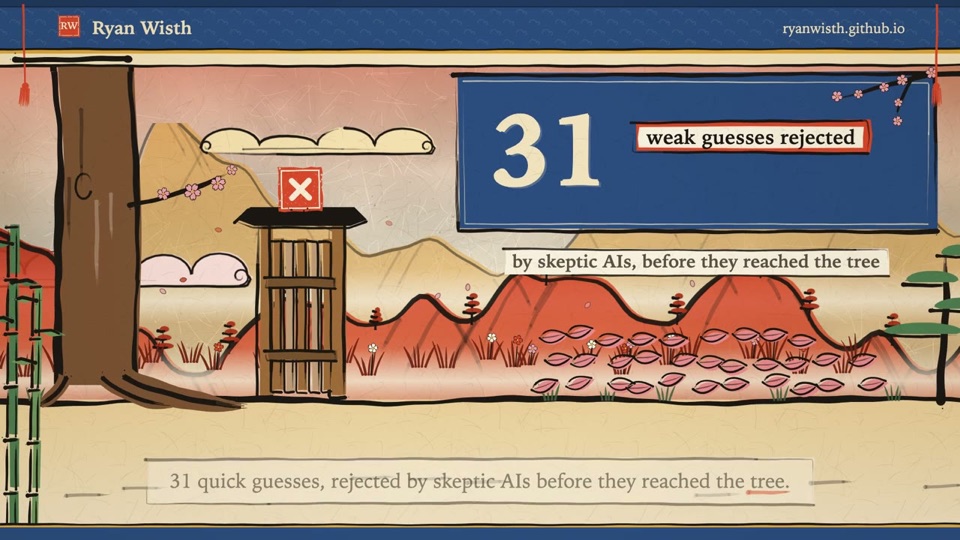 RW
Ryan Wisth
ryanwisth.github.io
31
weak guesses rejected
by skeptic AIs, before they reached the tree
31 quick guesses, rejected by skeptic AIs before they reached the tree.